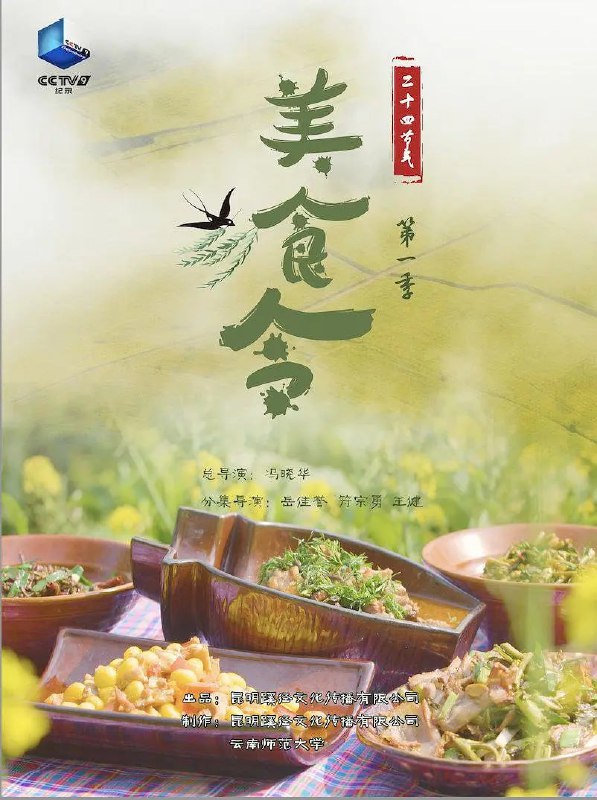 CCTV9
纪录
二十四节气
美食令
第一季
总导演：冯晓华
分集导演：岳佳誉 符宗勇 王健
出品：昆明蹊径文化传播有限公司
制作：昆明蹊径文化传播有限公司
云南师范大学